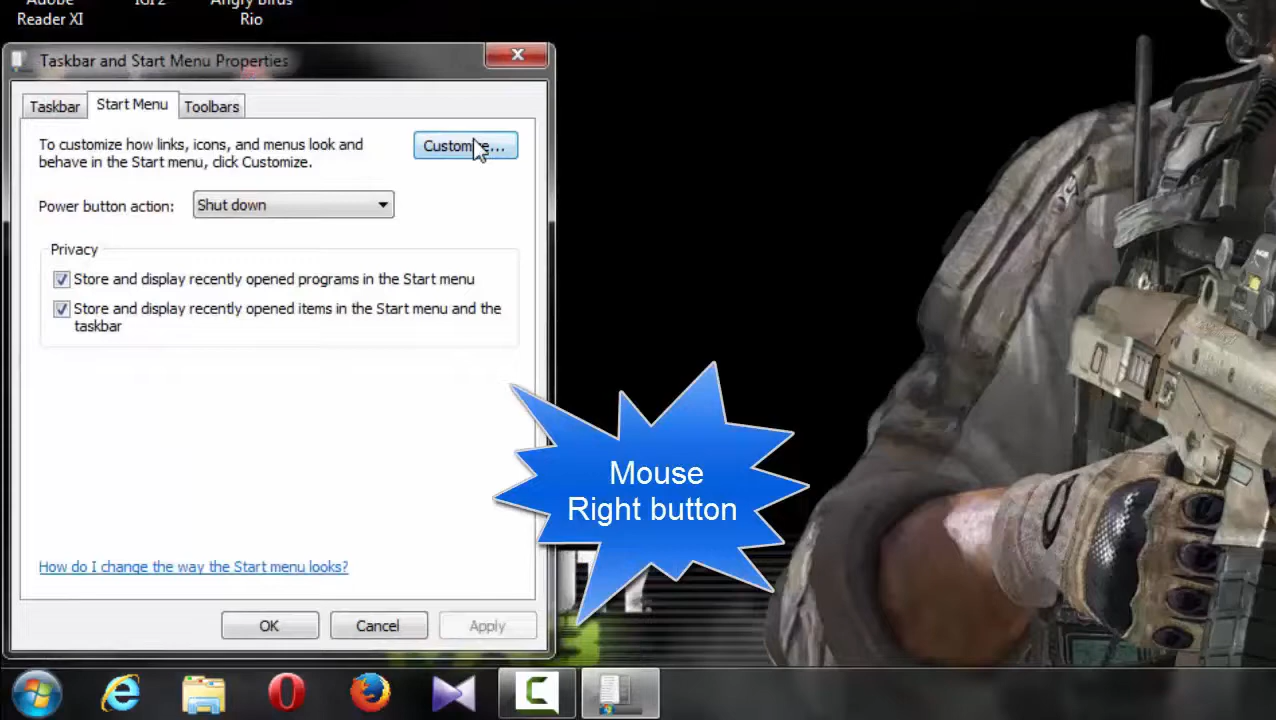 Adobe
Reader XI
IGI 2
Angry Birds
Rio
Taskbar and Start Menu Properties
Taskbar
Start Menu
Toolbars
To customize how links, icons, and menus look and
behave in the Start menu, click Customize.
Customize...
Power button action:
Shut down
Privacy
Store and display recently opened programs in the Start menu
Store and display recently opened items in the Start menu and the
taskbar
Mouse
Right button
How do I change the way the Start menu looks?
OK
Cancel
Apply